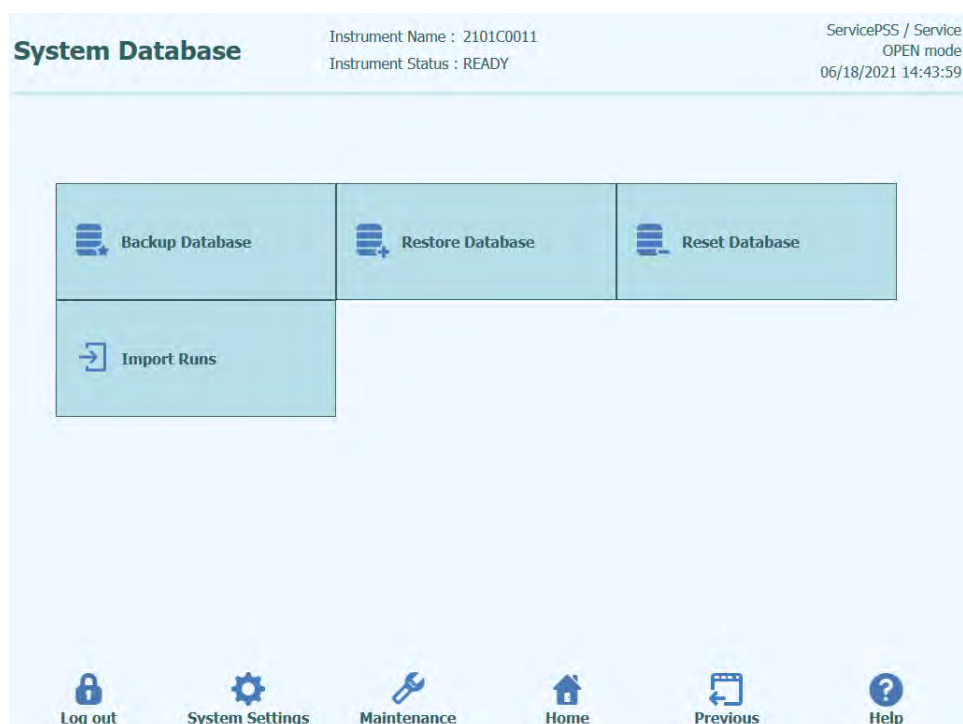 System Database
Instrument Name : 2101C0011
Instrument Status : READY
ServicePSS / Service
OPEN mode
06/18/2021 14:43:59
Backup Database
Restore Database
Reset Database
Import Runs
Log out
System Settings
Maintenance
Home
Previous
Help